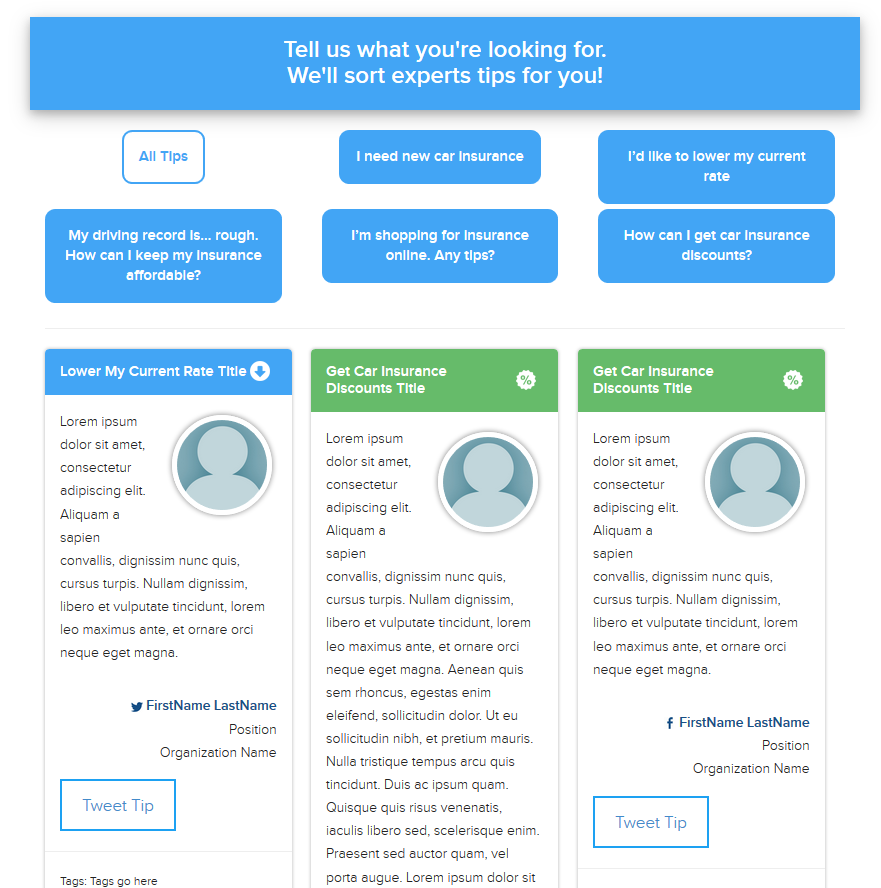 Tell us what you're looking for.
We'll sort experts tips for you!
All Tips
I need new car insurance
I'd like to lower my current
rate
My driving record is... rough.
How can I keep my insurance
affordable?
I'm shopping for insurance
online. Any tips?
How can I get car insurance
discounts?
Lower My Current Rate Title
Lorem ipsum
dolor sit amet,
consectetur
adipiscing elit.
Aliquam a
sapien
convallis, dignissim nunc quis,
cursus turpis. Nullam dignissim,
libero et vulputate tincidunt, lorem
leo maximus ante, et ornare orci
neque eget magna.
FirstName LastName
Position
Organization Name
Tweet Tip
Tags: Tags go here
Get Car Insurance
Discounts Title
%
Lorem ipsum
dolor sit amet,
consectetur
adipiscing elit.
Aliquam a
sapien
convallis, dignissim nunc quis,
cursus turpis. Nullam dignissim,
libero et vulputate tincidunt, lorem
leo maximus ante, et ornare orci
neque eget magna. Aenean quis
sem rhoncus, egestas enim
eleifend, sollicitudin dolor. Ut eu
sollicitudin nibh, et pretium mauris.
Nulla tristique tempus arcu quis
tincidunt. Duis ac ipsum quam.
Quisque quis risus venenatis,
iaculis libero sed, scelerisque enim.
Praesent sed auctor quam, vel
porta augue. Lorem ipsum dolor sit
Get Car Insurance
Discounts Title
%
Lorem ipsum
dolor sit amet,
consectetur
adipiscing elit.
Aliquam a
sapien
convallis, dignissim nunc quis,
cursus turpis. Nullam dignissim,
libero et vulputate tincidunt, lorem
leo maximus ante, et ornare orci
neque eget magna.
FirstName LastName
Position
Organization Name
Tweet Tip